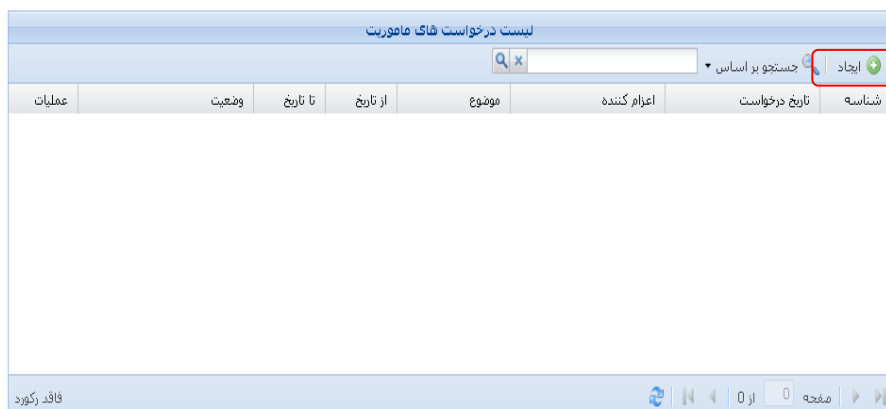 لیست درخواست های ماموریت
ایجاد جستجو بر اساس
شناسه تاریخ درخواست اعزام کننده موضوع از تاریخ تا تاریخ وضعیت عملیات
صفحه 0 از 0 فاقد رکورد